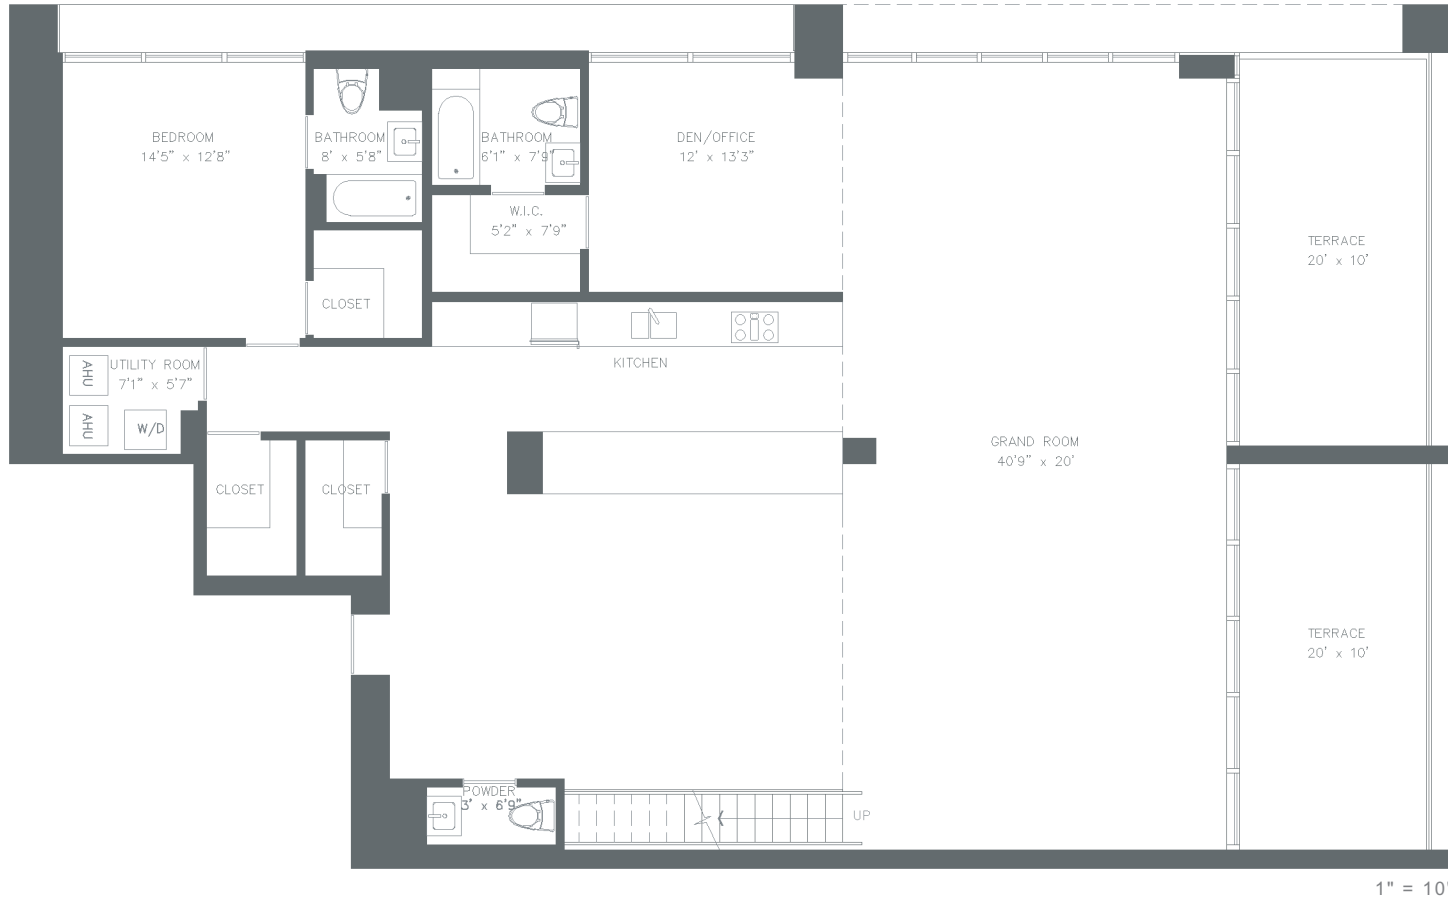 BEDROOM
14'5" x 12'8"
BATHROOM
8' x 5'8"
BATHROOM
6'1" x 7'9"
DEN/OFFICE
12' x 13'3"
W.I.C.
5'2" x 7'9"
TERRACE
20' x 10'
CLOSET
KITCHEN
AHU
UTILITY ROOM
7'1" x 5'7"
AHU
W/D
GRAND ROOM
40'9" x 20'
CLOSET
CLOSET
TERRACE
20' x 10'
POWDER
3' x 6'9"
UP
1" = 10'